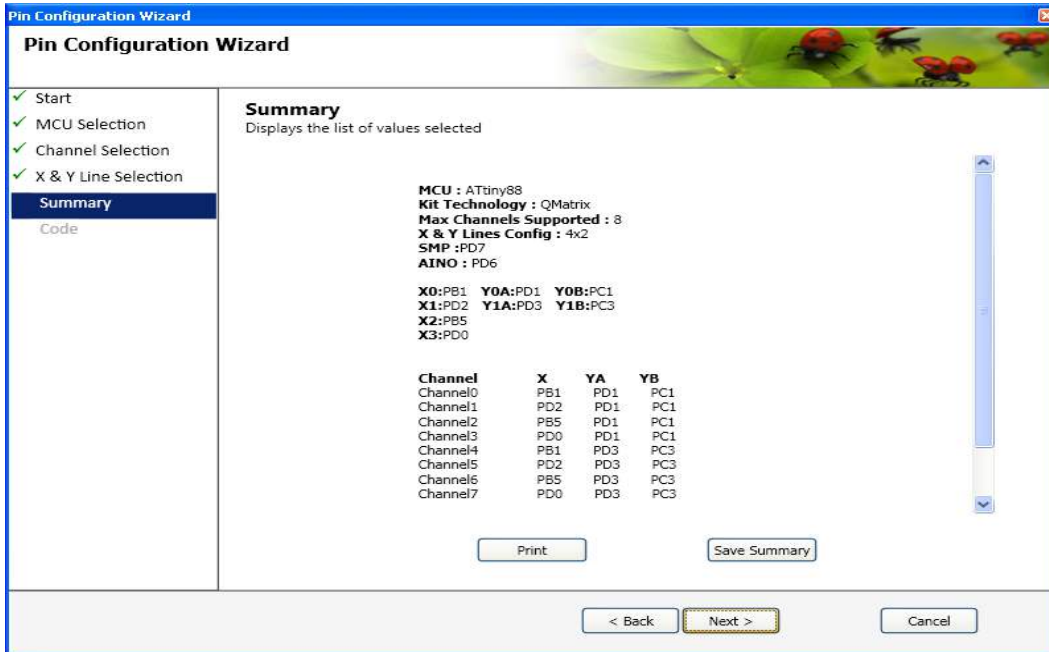 Pin Configuration Wizard
Pin Configuration Wizard
Start
MCU Selection
Channel Selection
X & Y Line Selection
Summary
Code
Summary
Displays the list of values selected
MCU : ATtiny88
Kit Technology : QMatrix
Max Channels Supported : 8
X & Y Lines Config : 4x2
SMP :PD7
AINO : PD6
X0:PB1 Y0A:PD1 Y0B:PC1
X1:PD2 Y1A:PD3 Y1B:PC3
X2:PB5
X3:PD0
Channel X YA YB
Channel0 PB1 PD1 PC1
Channel1 PD2 PD1 PC1
Channel2 PB5 PD1 PC1
Channel3 PD0 PD1 PC1
Channel4 PB1 PD3 PC3
Channel5 PD2 PD3 PC3
Channel6 PB5 PD3 PC3
Channel7 PD0 PD3 PC3
Print Save Summary
< Back Next > Cancel